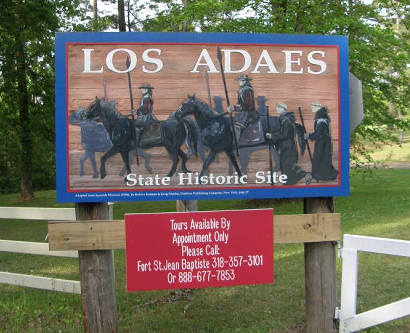 LOS ADAES
State Historic Site
Tours Available By
Appointment Only
Please Call:
Fort St.Jean Baptiste 318-357-3101
Or 888-677-7853